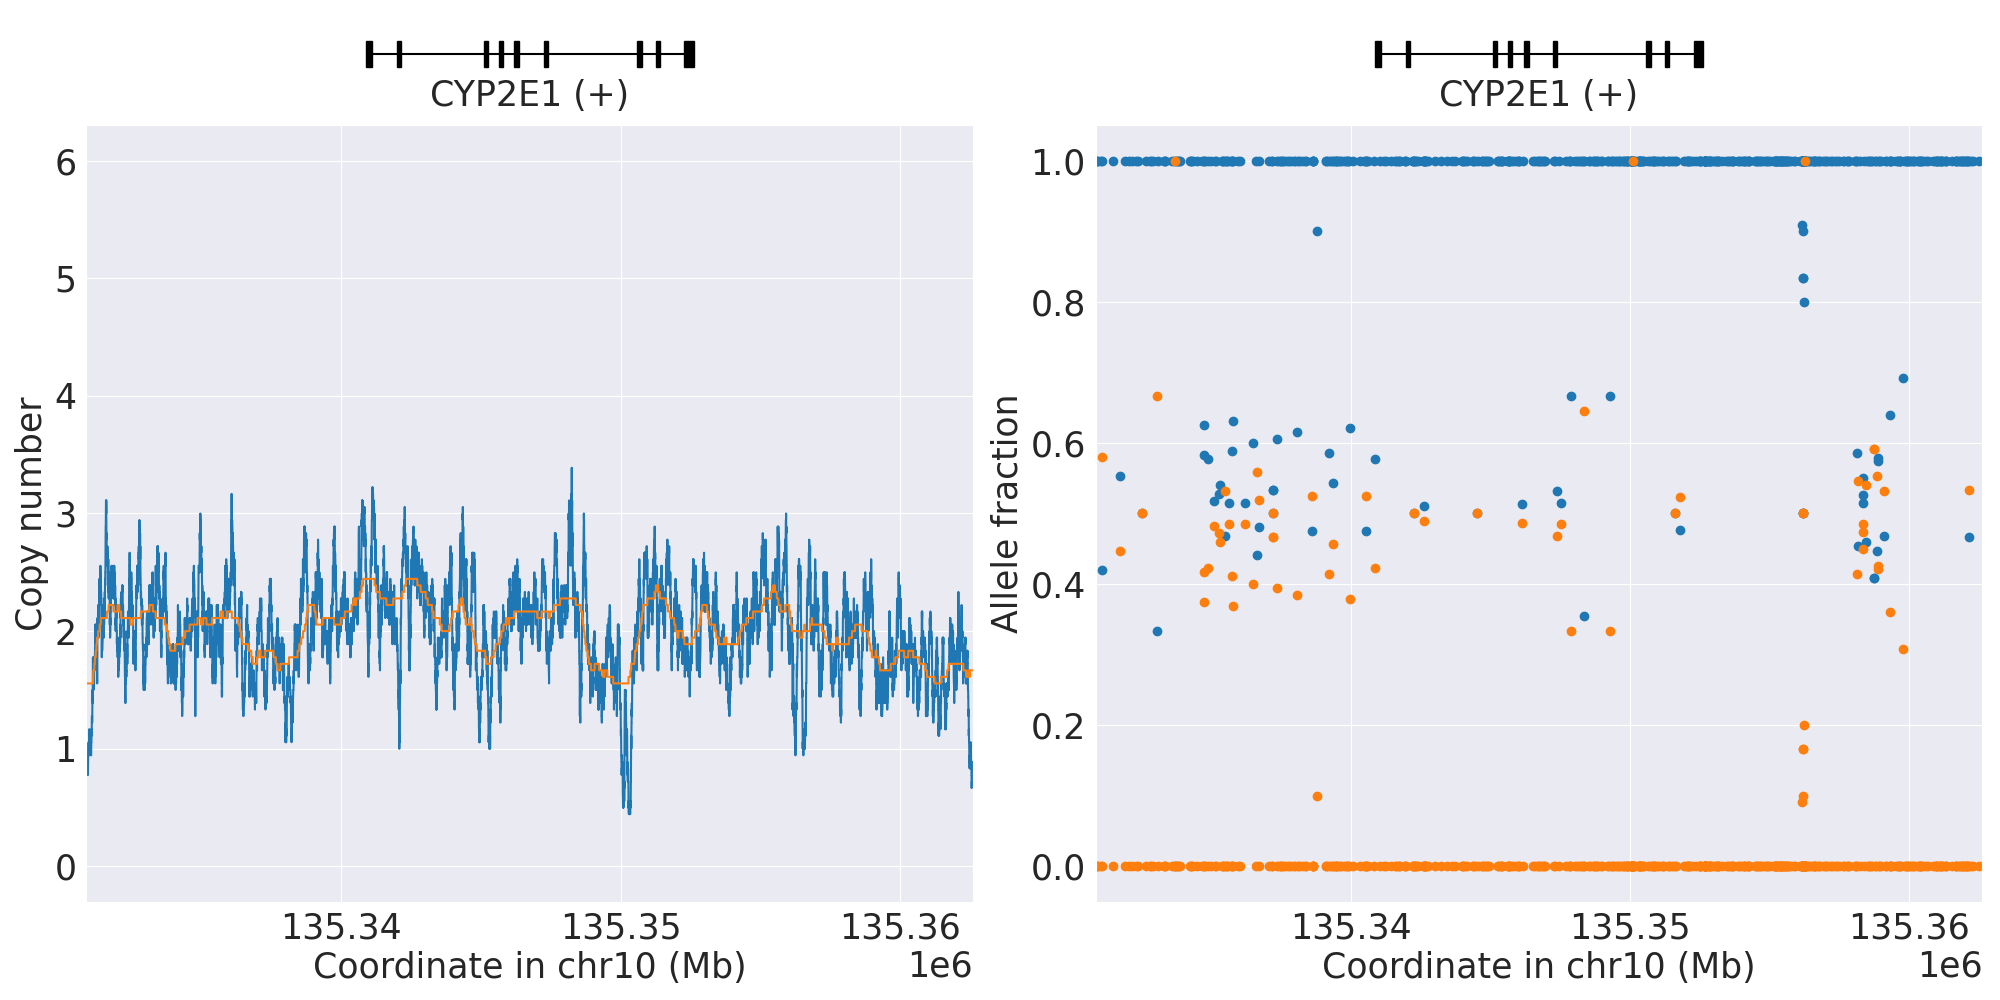 CYP2E1 (+)
6
5
4
3
2
1
0
Copy number
135.34 135.35 135.36
Coordinate in chr10 (Mb)
1e6
CYP2E1 (+)
1.0
0.8
0.6
0.4
0.2
0.0
Allele fraction
135.34 135.35 135.36
Coordinate in chr10 (Mb)
1e6